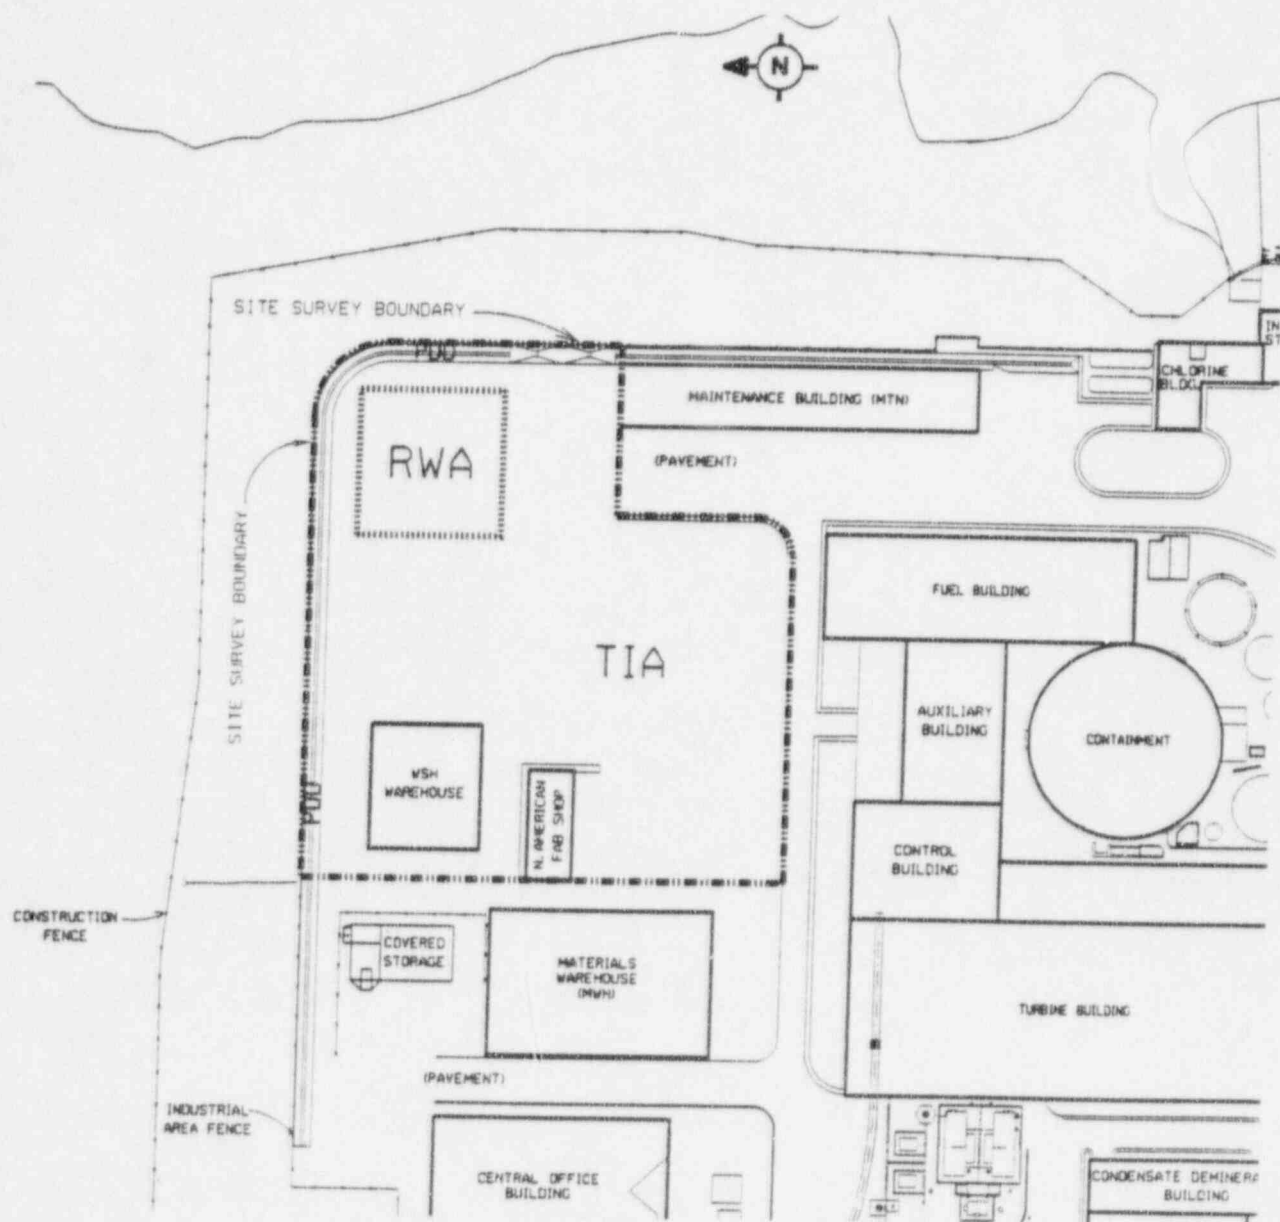 N
SITE SURVEY BOUNDARY
PDD
CHLORINE
BLDG.
MAINTENANCE BUILDING (MTN)
RWA
(PAVEMENT)
SITE SURVEY BOUNDARY
FUEL BUILDING
TIA
AUXILIARY
BUILDING
CONTAINMENT
WSH
WAREHOUSE
PDD
N. AMERICAN
FAB SHOP
CONTROL
BUILDING
CONSTRUCTION
FENCE
COVERED
STORAGE
MATERIALS
WAREHOUSE
(MWH)
TURBINE BUILDING
(PAVEMENT)
INDUSTRIAL
AREA FENCE
CENTRAL OFFICE
BUILDING
CONDENSATE DEMINERA
BUILDING